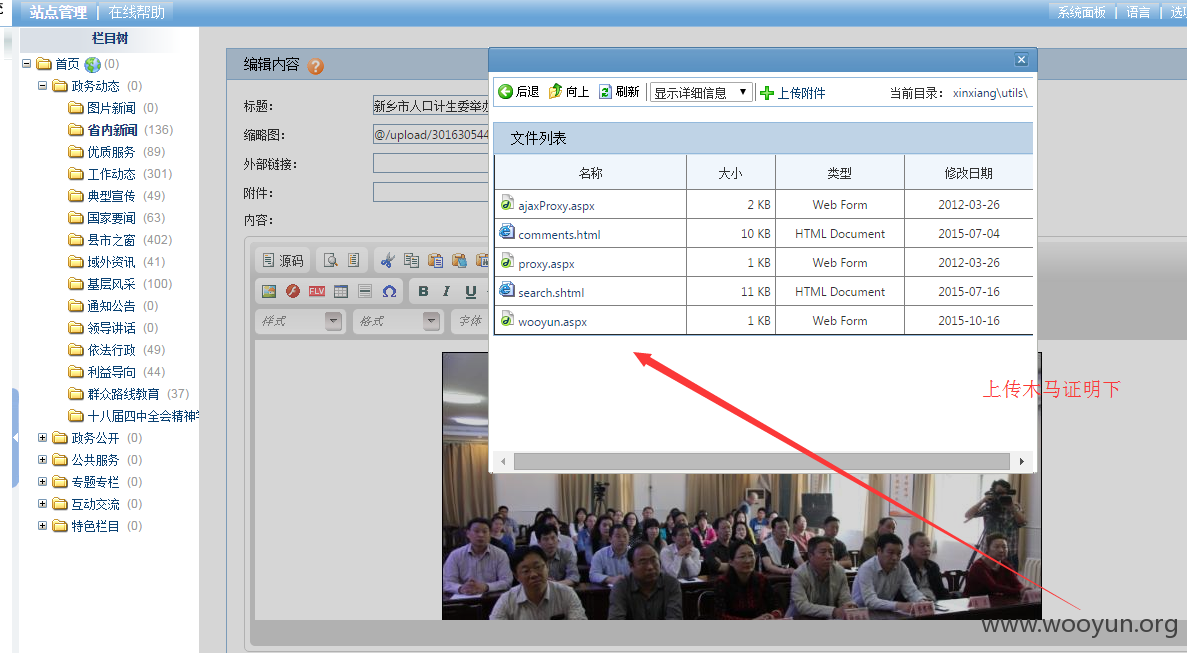 站点管理 | 在线帮助
系统面板 | 语言 |
栏目树
首页 (0)
政务动态 (0)
图片新闻 (0)
省内新闻 (136)
优质服务 (89)
工作动态 (301)
典型宣传 (49)
国家要闻 (63)
县市之窗 (402)
域外资讯 (41)
基层风采 (100)
通知公告 (0)
领导讲话 (0)
依法行政 (49)
利益导向 (44)
群众路线教育 (37)
十八届四中全会精神
政务公开 (0)
公共服务 (0)
专题专栏 (0)
互动交流 (0)
特色栏目 (0)
编辑内容 ?
标题: 新乡市人口计生委举办
缩略图: @/upload/301630544
外部链接:
附件:
内容:
源码
FLV Ω B I U
样式 格式 字体
后退 向上 刷新 显示详细信息 上传附件 当前目录: xinxiang\utils\
文件列表
名称 大小 类型 修改日期
ajaxProxy.aspx 2 KB Web Form 2012-03-26
comments.html 10 KB HTML Document 2015-07-04
proxy.aspx 1 KB Web Form 2012-03-26
search.shtml 11 KB HTML Document 2015-07-16
wooyun.aspx 1 KB Web Form 2015-10-16
上传木马证明下
www.wooyun.org